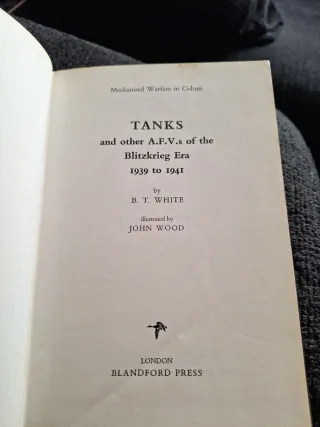 Mechanised Warfare in Colour
TANKS
and other A.F.V.s of the
Blitzkrieg Era
1939 to 1941
by
B. T. WHITE
illustrated by
JOHN WOOD
LONDON
BLANDFORD PRESS